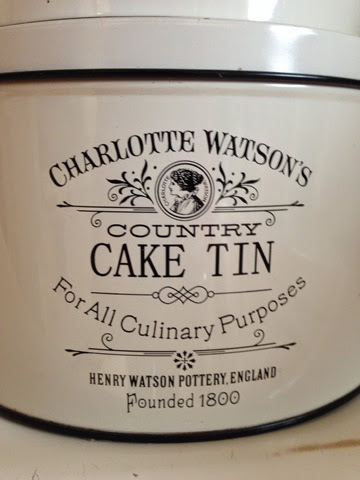 CHARLOTTE WATSON'S
COUNTRY
CAKE TIN
For All Culinary Purposes
HENRY WATSON POTTERY, ENGLAND
Founded 1800